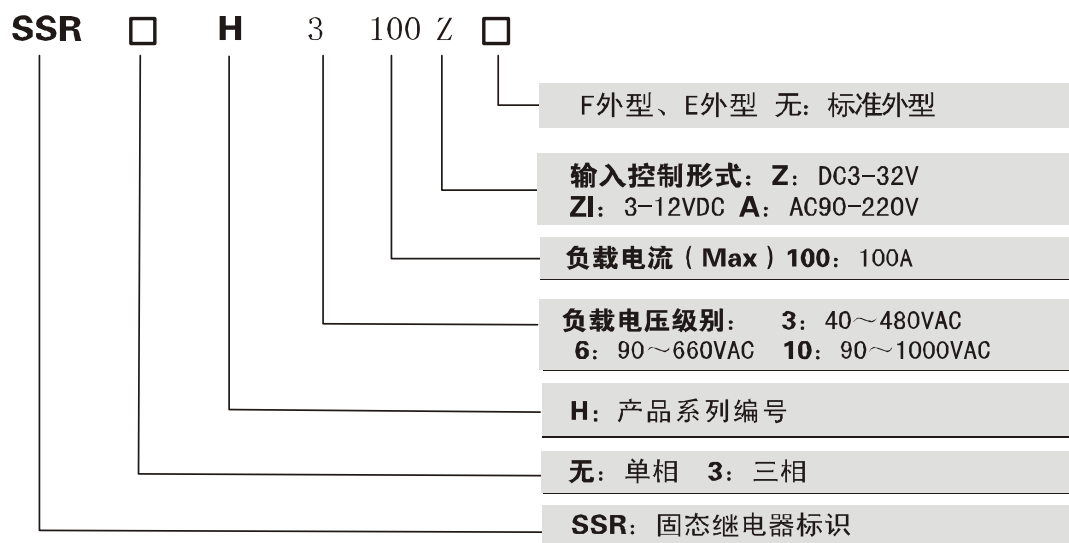 SSR □ H 3 100 Z □
F外型、E外型 无：标准外型
输入控制形式：Z：DC3-32V
ZI：3-12VDC A：AC90-220V
负载电流（Max）100：100A
负载电压级别： 3：40～480VAC
6：90～660VAC 10：90～1000VAC
H：产品系列编号
无：单相 3：三相
SSR：固态继电器标识